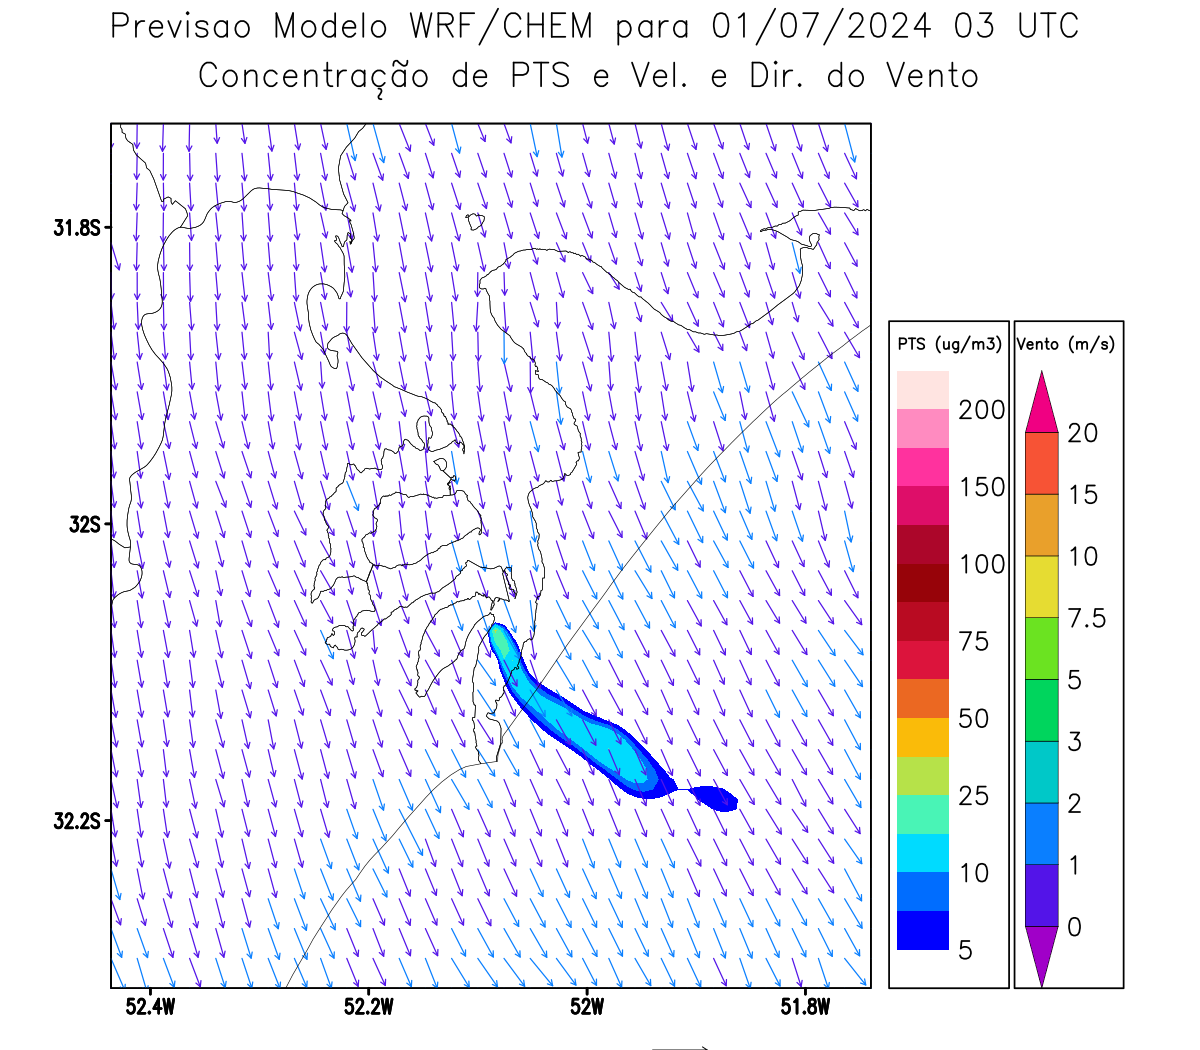 Previsao Modelo WRF/CHEM para 01/07/2024 03 UTC
Concentração de PTS e Vel. e Dir. do Vento
31.8S
32S
32.2S
52.4W
52.2W
52W
51.8W
PTS (ug/m3)
200
150
100
75
50
25
10
5
Vento (m/s)
20
15
10
7.5
5
3
2
1
0